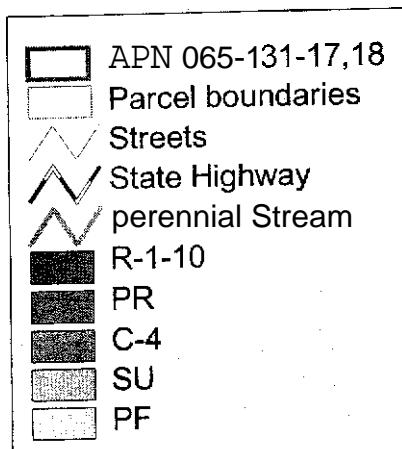 APN 065-131-17,18
Parcel boundaries
Streets
State Highway
perennial Stream
R-1-10
PR
C-4
SU
PF